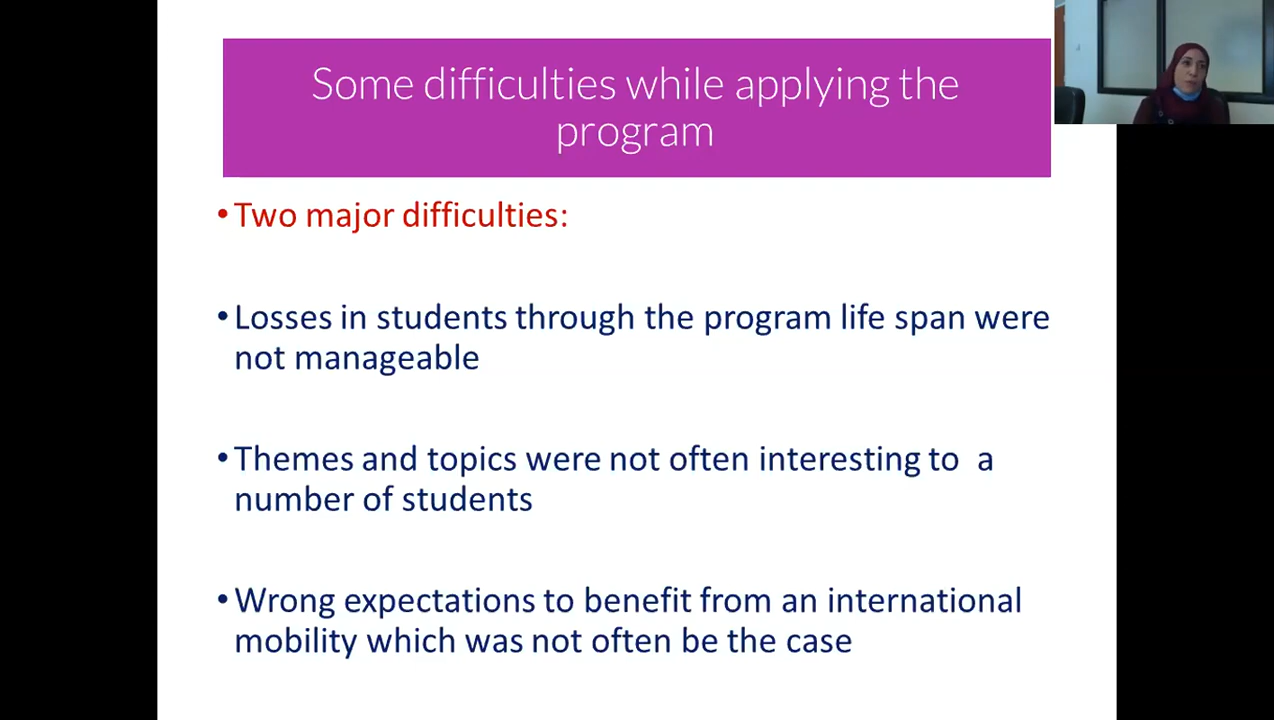 Some difficulties while applying the
program
•Two major difficulties:
•Losses in students through the program life span were
not manageable
•Themes and topics were not often interesting to  a
number of students
•Wrong expectations to benefit from an international
mobility which was not often be the case